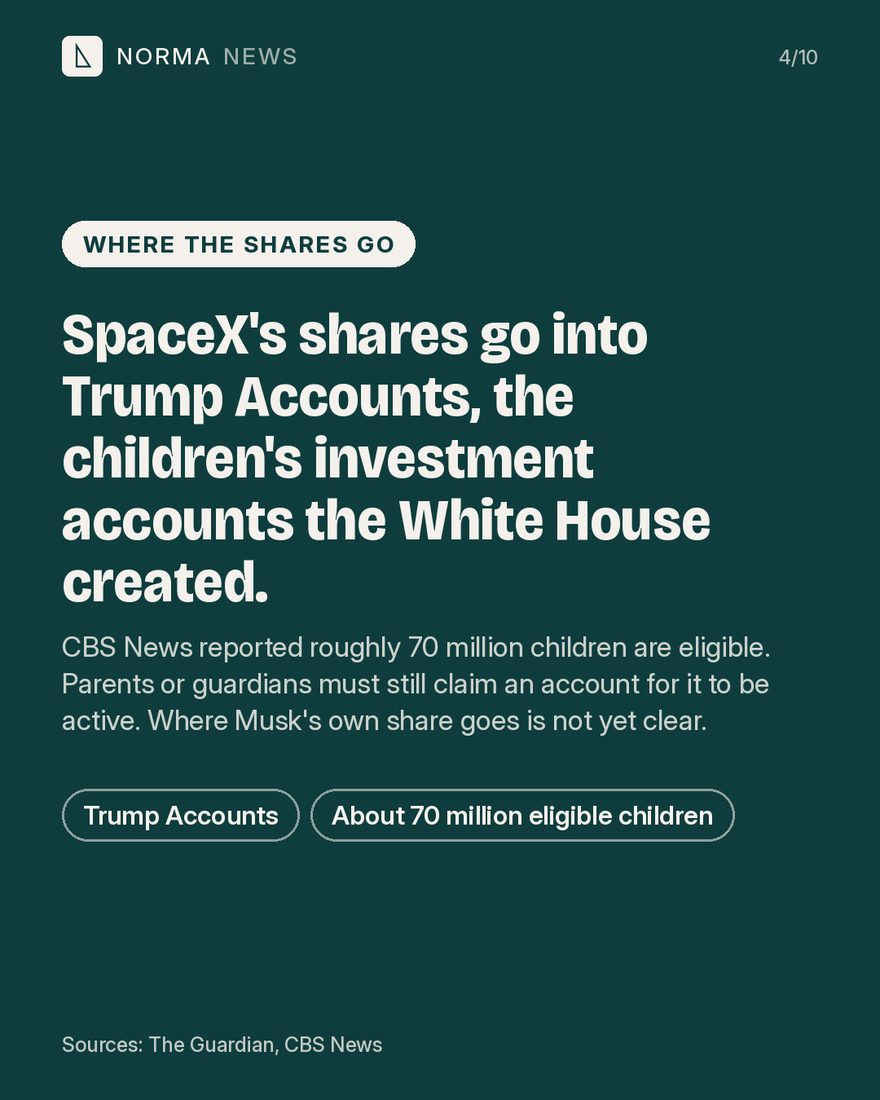 NORMA NEWS
4/10
WHERE THE SHARES GO
SpaceX's shares go into
Trump Accounts, the
children's investment
accounts the White House
created.
CBS News reported roughly 70 million children are eligible.
Parents or guardians must still claim an account for it to be
active. Where Musk's own share goes is not yet clear.
Trump Accounts
About 70 million eligible children
Sources: The Guardian, CBS News